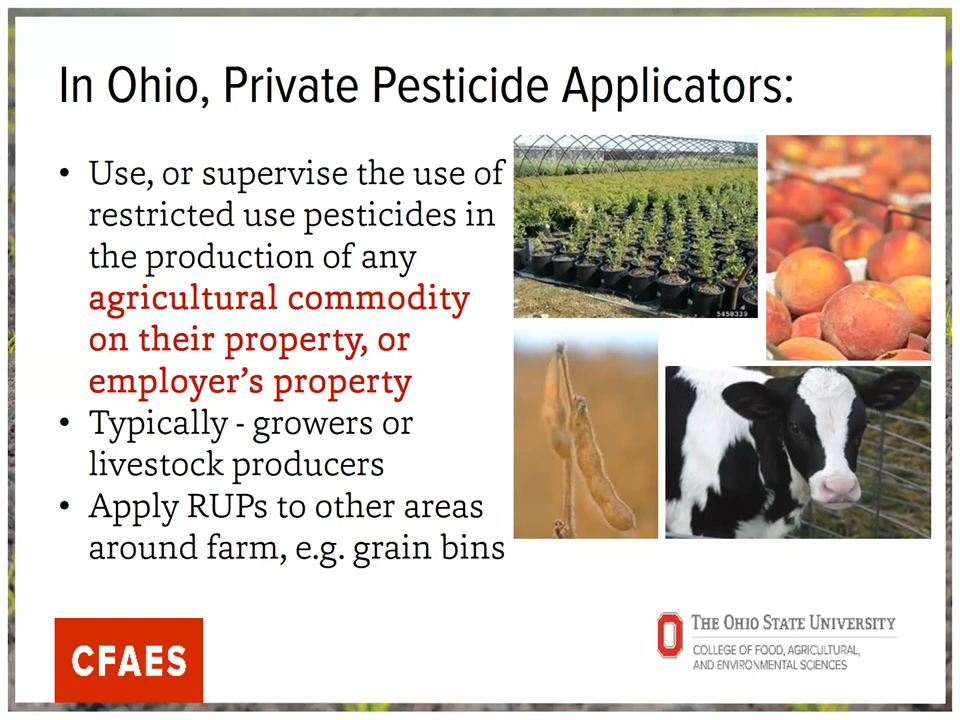 In Ohio, Private Pesticide Applicators:
• Use, or supervise the use of
restricted use pesticides in
the production of any
agricultural commodity
on their property, or
employer's property
• Typically - growers or
livestock producers
• Apply RUPs to other areas
around farm, e.g. grain bins
5458339
CFAES
THE OHIO STATE UNIVERSITY
COLLEGE OF FOOD, AGRICULTURAL,
AND ENVIRONMENTAL SCIENCES